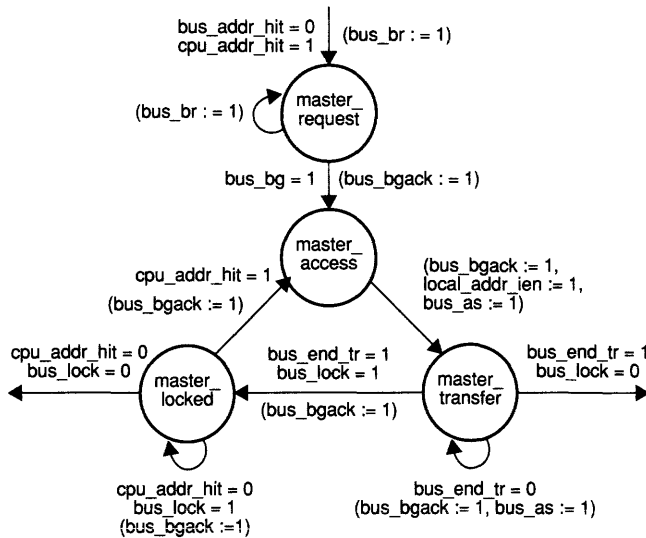 bus_addr_hit = 0
cpu_addr_hit = 1
(bus_br : = 1)
master_
request
(bus_br : = 1)
bus_bg = 1
(bus_bgack := 1)
master_
access
cpu_addr_hit = 1
(bus_bgack := 1)
(bus_bgack := 1,
local_addr_ien := 1,
bus_as := 1)
cpu_addr_hit = 0
bus_lock = 0
master_
locked
bus_end_tr = 1
bus_lock = 1
(bus_bgack := 1)
master_
transfer
bus_end_tr = 1
bus_lock = 0
cpu_addr_hit = 0
bus_lock = 1
(bus_bgack :=1)
bus_end_tr = 0
(bus_bgack := 1, bus_as := 1)